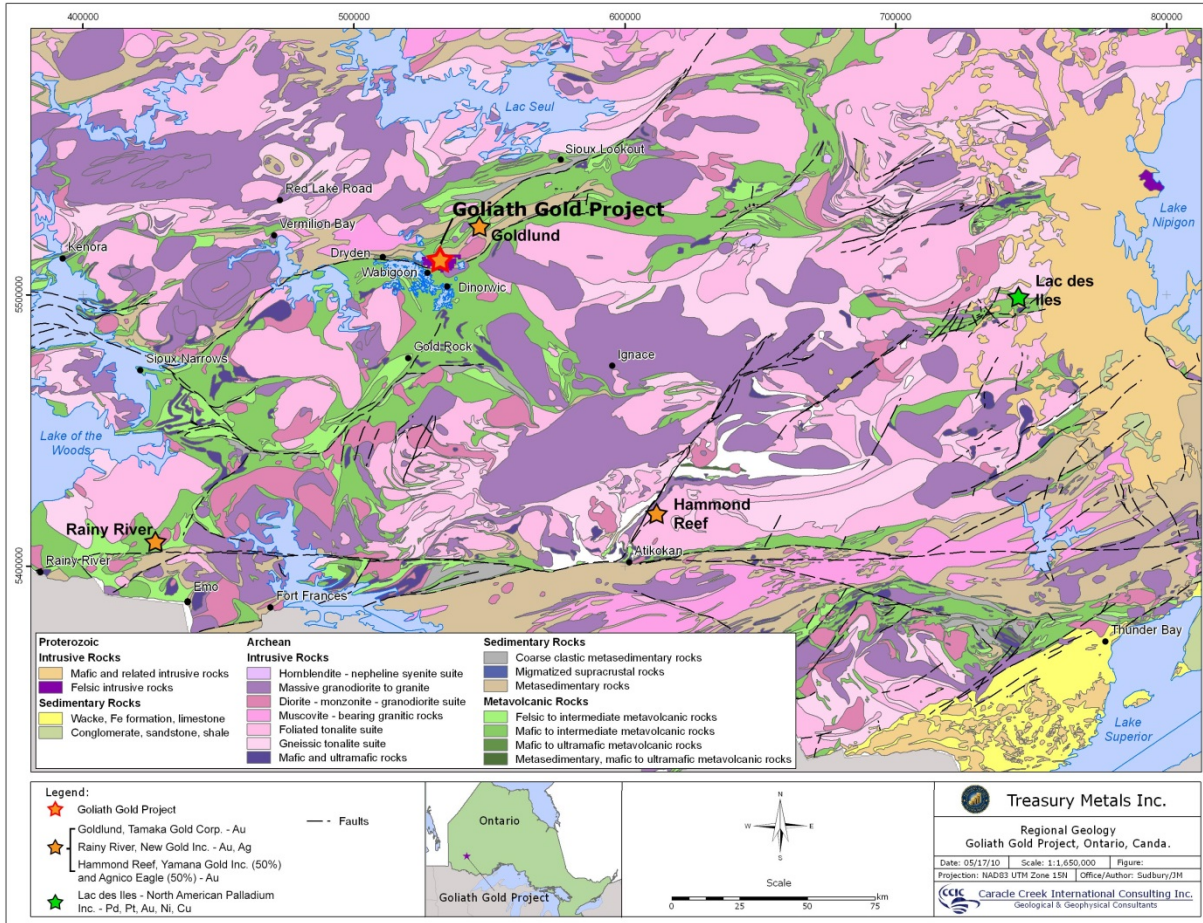 400000
500000
600000
700000
800000
Lac Seul
Sioux Lookout
Red Lake Road
Lake
Nipigon
Goliath Gold Project
Goldlund
Vermilion Bay
Kenora
Dryden
Wabigoon
Dinorwic
5500000
Lac des
Iles
Gold Rock
Ignace
Sioux Narrows
Lake of the
Woods
Hammond
Reef
Rainy River
Atikokan
5400000
Rainy River
Emo
Fort Frances
Thunder Bay
Lake
Superior
Proterozoic
Intrusive Rocks
Mafic and related intrusive rocks
Felsic intrusive rocks
Sedimentary Rocks
Wacke, Fe formation, limestone
Conglomerate, sandstone, shale
Archean
Intrusive Rocks
Hornblendite - nepheline syenite suite
Massive granodiorite to granite
Diorite - monzonite - granodiorite suite
Muscovite - bearing granitic rocks
Foliated tonalite suite
Gneissic tonalite suite
Mafic and ultramafic rocks
Sedimentary Rocks
Coarse clastic metasedimentary rocks
Migmatized supracrustal rocks
Metasedimentary rocks
Metavolcanic Rocks
Felsic to intermediate metavolcanic rocks
Mafic to intermediate metavolcanic rocks
Mafic to ultramafic metavolcanic rocks
Metasedimentary, mafic to ultramafic metavolcanic rocks
Legend:
Goliath Gold Project
Goldlund, Tamaka Gold Corp. - Au
Rainy River, New Gold Inc. - Au, Ag
Hammond Reef, Yamana Gold Inc. (50%)
and Agnico Eagle (50%) - Au
Lac des Iles - North American Palladium
Inc. - Pd, Pt, Au, Ni, Cu
Faults
Ontario
Goliath Gold Project
N
W E
S
Scale
0 25 50 75
km
Treasury Metals Inc.
Regional Geology
Goliath Gold Project, Ontario, Canda.
Date: 05/17/10 Scale: 1:1,650,000 Figure:
Projection: NAD83 UTM Zone 15N Office/Author: Sudbury/JM
CCIC Caracle Creek International Consulting Inc.
Geological & Geophysical Consultants